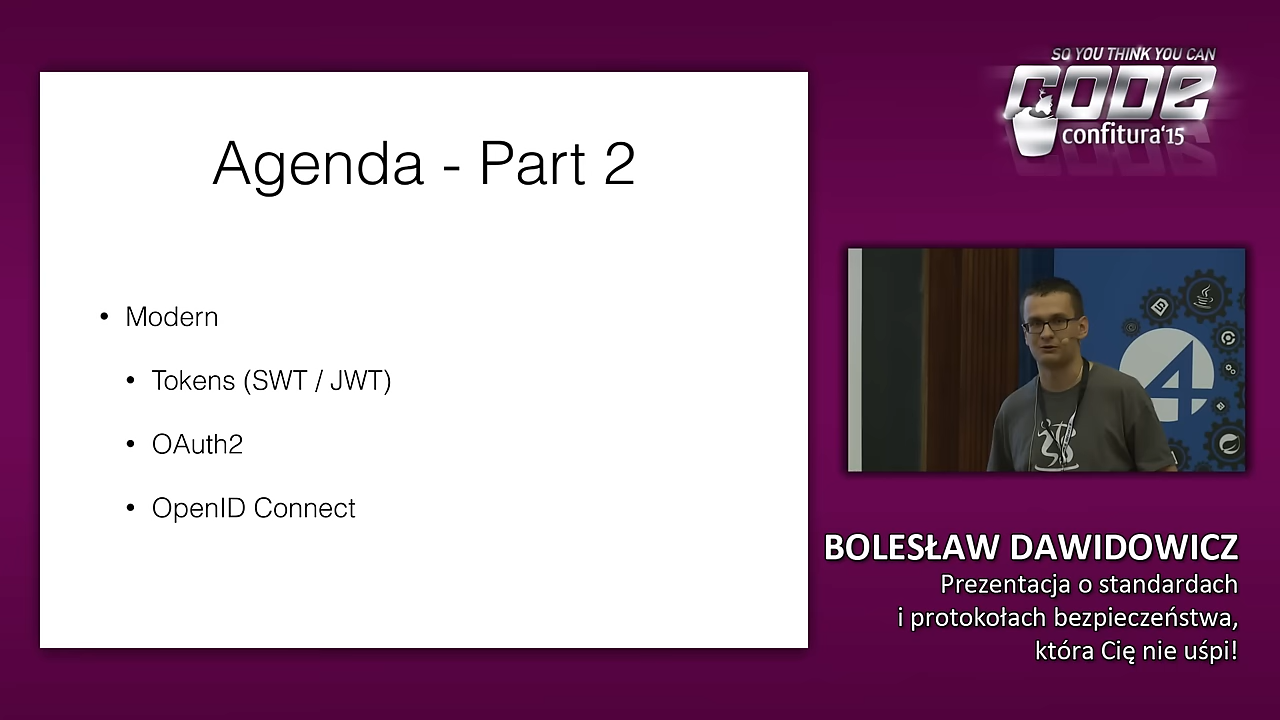 Agenda - Part 2
• Modern
• Tokens (SWT / JWT)
• OAuth2
• OpenID Connect
SO YOU THINK YOU CAN
CODE
confitura'15
4
BOLESŁAW DAWIDOWICZ
Prezentacja o standardach
i protokołach bezpieczeństwa,
która Cię nie uśpi!